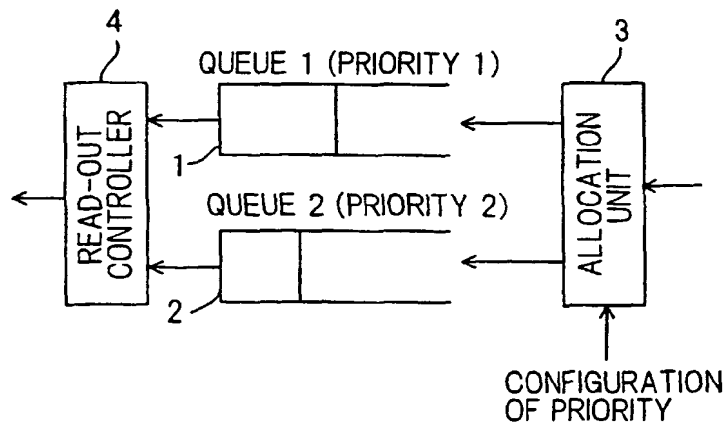 4
3
QUEUE 1 (PRIORITY 1)
READ-OUT
CONTROLLER
1
ALLOCATION
UNIT
QUEUE 2 (PRIORITY 2)
2
CONFIGURATION
OF PRIORITY